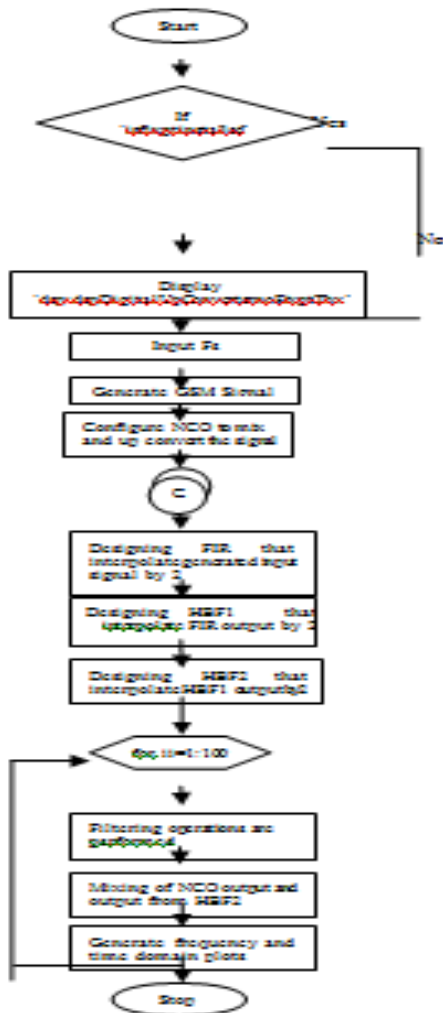 Start
If
Yes
No
Display
Input Fs
Generate GSM Signal
Configure NCO to mix
and up convert the signal
C
Designing FIR that
interpolate generated input
signal by 2
Designing HBF1 that
interpolate FIR output by 2
Designing HBF2 that
interpolate HBF1 output by2
for, ii=1:100
Filtering operations are
performed
Mixing of NCO output and
output from HBF2
Generate frequency and
time domain plots
Stop